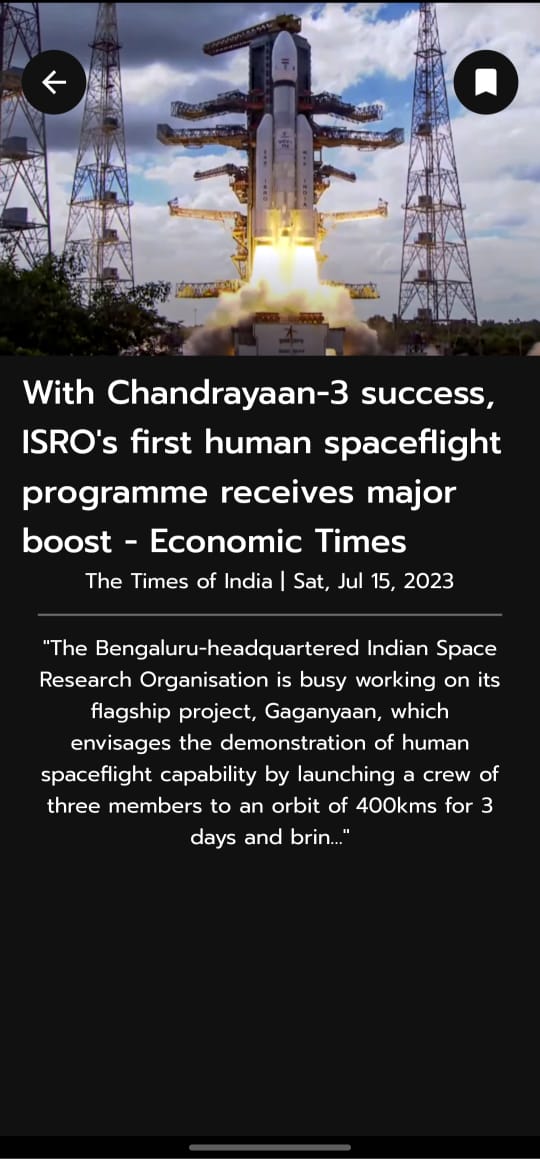 With Chandrayaan-3 success,
ISRO's first human spaceflight
programme receives major
boost - Economic Times
The Times of India | Sat, Jul 15, 2023
"The Bengaluru-headquartered Indian Space
Research Organisation is busy working on its
flagship project, Gaganyaan, which
envisages the demonstration of human
spaceflight capability by launching a crew of
three members to an orbit of 400kms for 3
days and brin..."